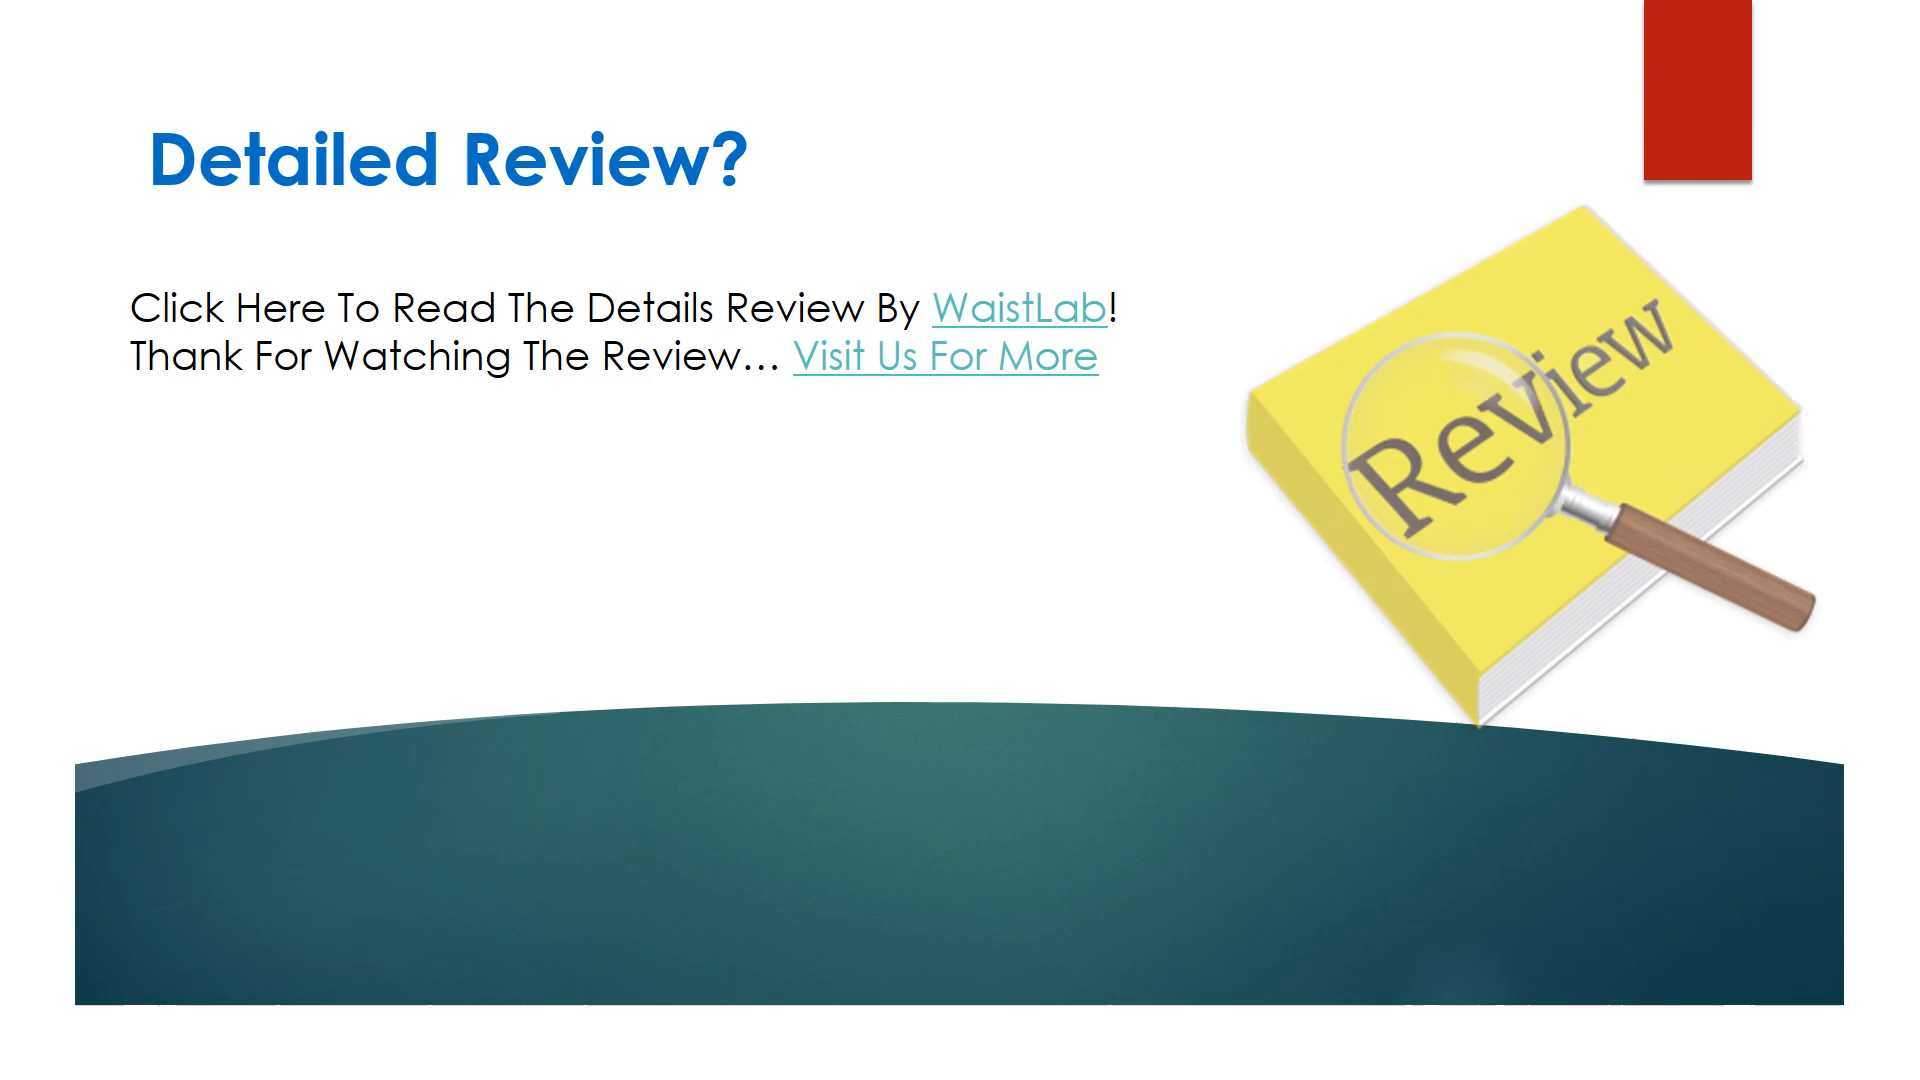 Detailed Review?
Click Here To Read The Details Review By WaistLab!
Thank For Watching The Review… Visit Us For More
Review